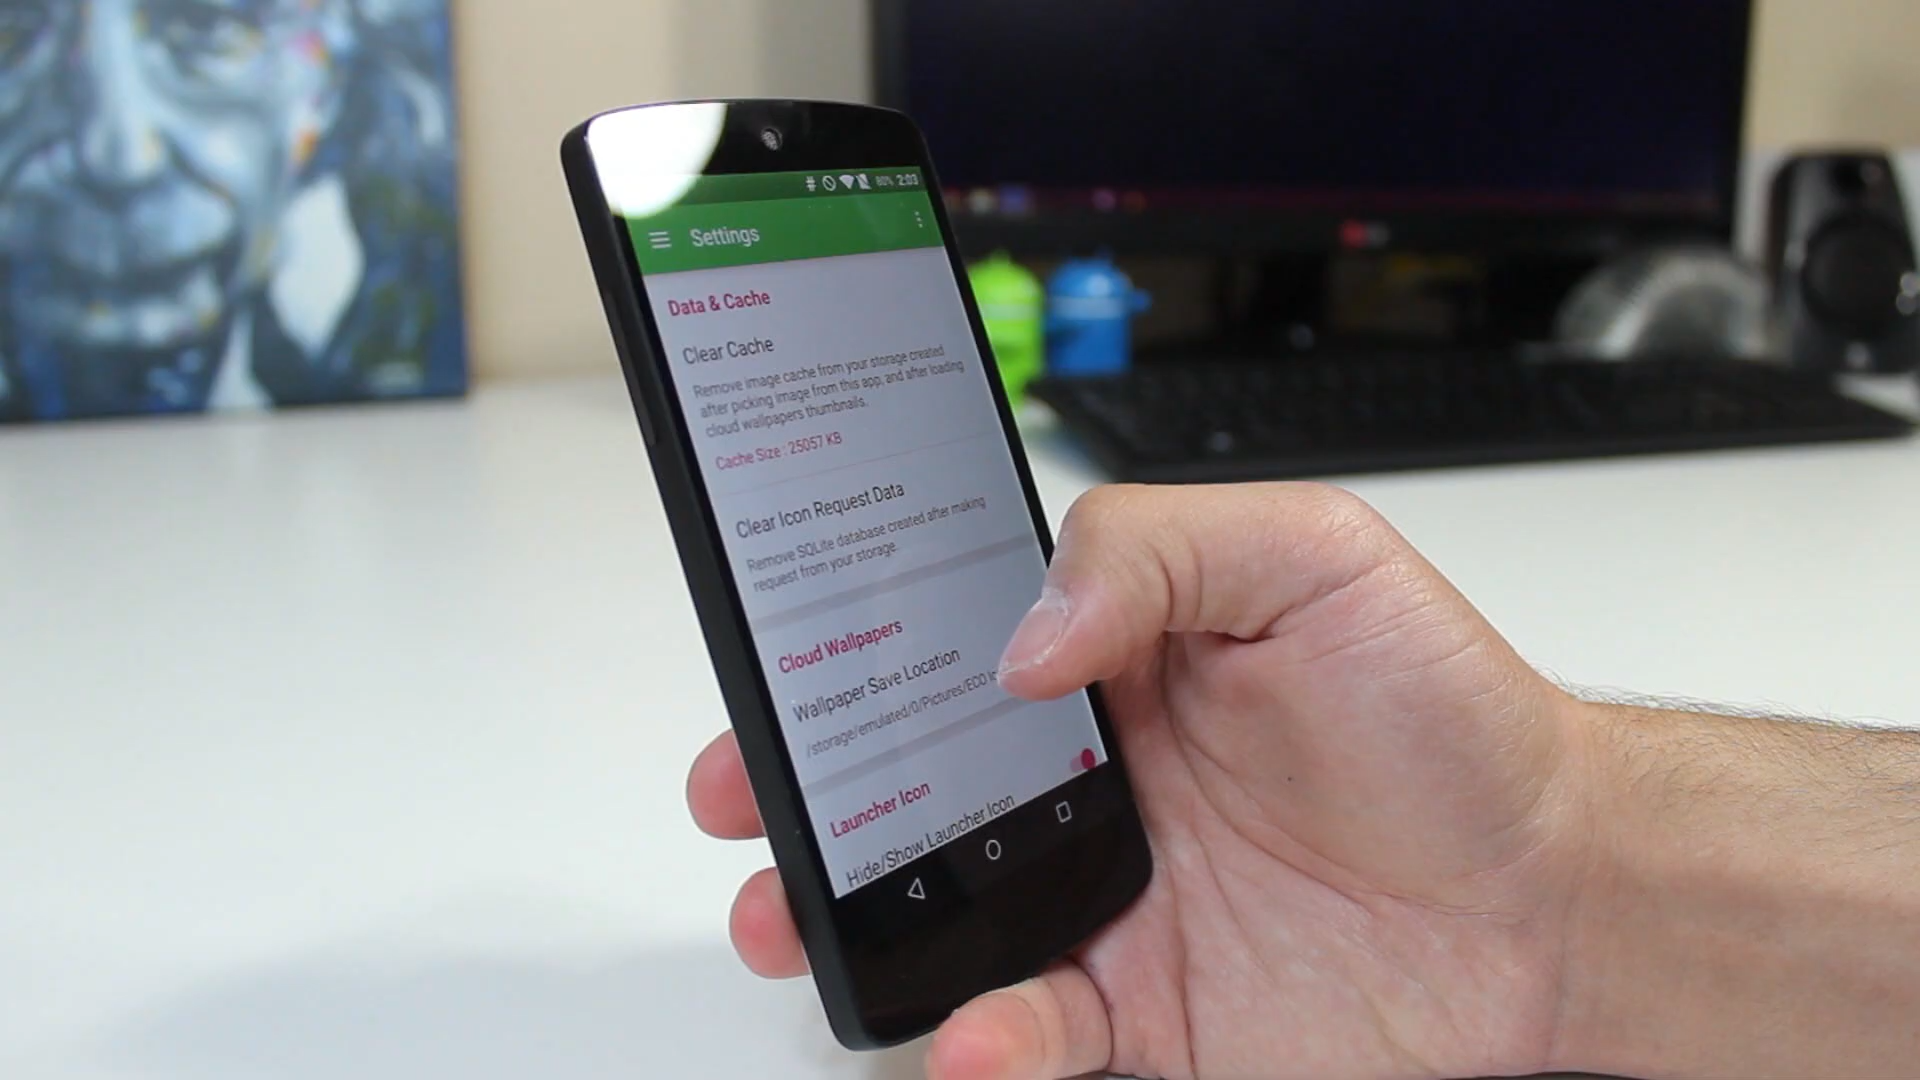 80% 2:03
Settings
Data & Cache
Clear Cache
Remove image cache from your storage created
after picking image from this app, and after loading
cloud wallpapers thumbnails.
Cache Size : 25057 KB
Clear Icon Request Data
Remove SQLite database created after making
request from your storage.
Cloud Wallpapers
Wallpaper Save Location
/storage/emulated/0/Pictures/ECO
Launcher Icon
Hide/Show Launcher Icon